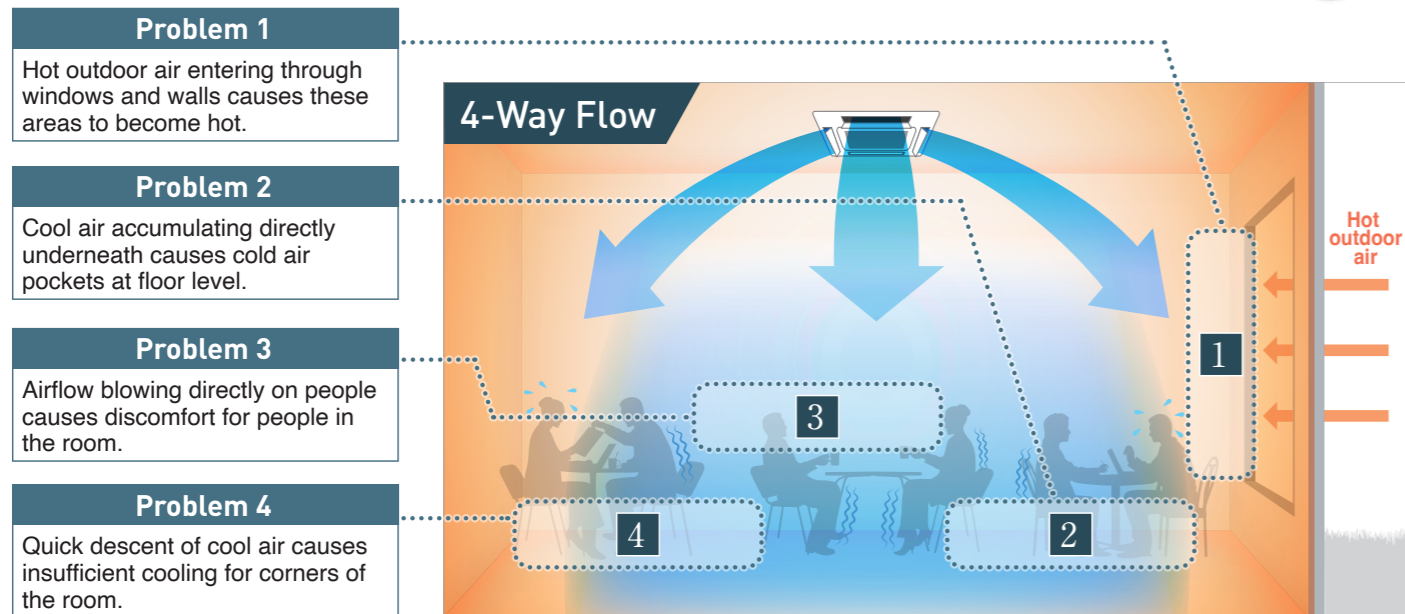 Problem 1
Hot outdoor air entering through
windows and walls causes these
areas to become hot.
Problem 2
Cool air accumulating directly
underneath causes cold air
pockets at floor level.
Problem 3
Airflow blowing directly on people
causes discomfort for people in
the room.
Problem 4
Quick descent of cool air causes
insufficient cooling for corners of
the room.
4-Way Flow
Hot
outdoor
air
1
3
4
2